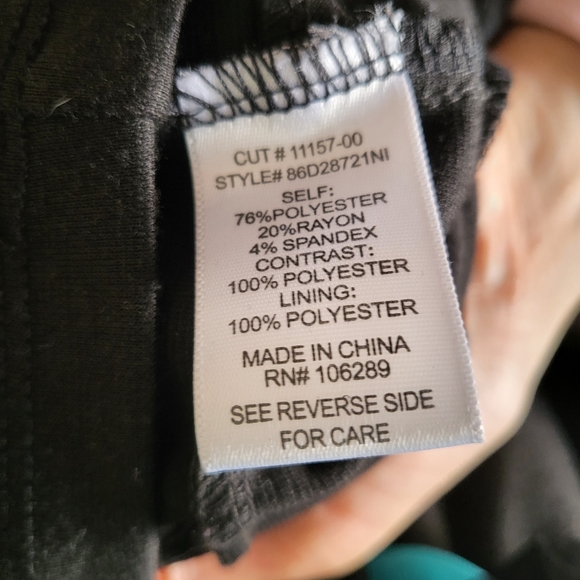 CUT # 11157-00
STYLE# 86D28721NI
SELF:
76%POLYESTER
20%RAYON
4% SPANDEX
CONTRAST:
100% POLYESTER
LINING:
100% POLYESTER
MADE IN CHINA
RN# 106289
SEE REVERSE SIDE
FOR CARE